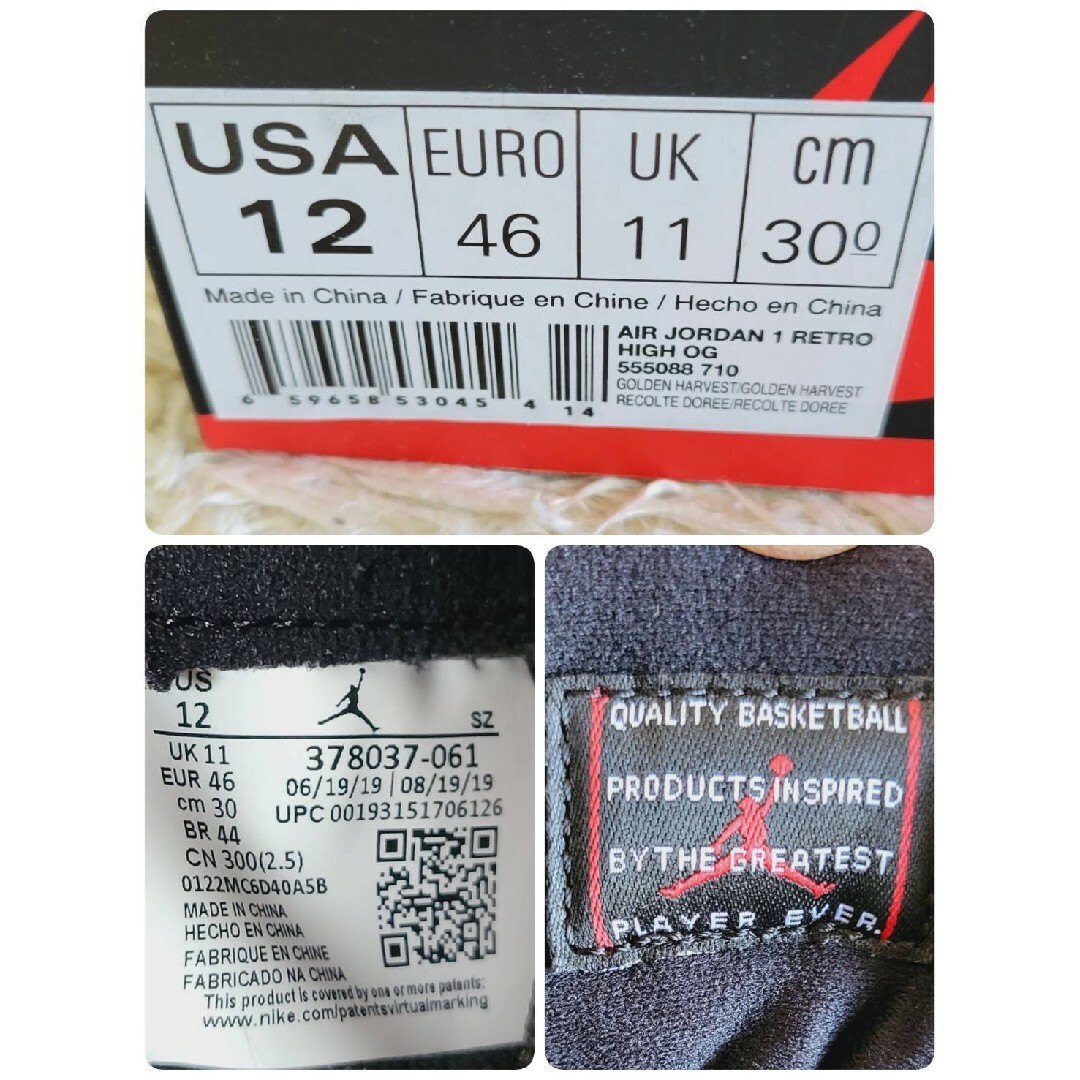 USA EURO UK cm
12 46 11 30 0
Made in China / Fabrique en Chine / Hecho en China
AIR JORDAN 1 RETRO
HIGH OG
555088 710
GOLDEN HARVEST/GOLDEN HARVEST
RECOLTE DOREE/RECOLTE DOREE
6 59658 53045 4 14
US
12
SZ
UK 11
EUR 46
cm 30
BR 44
CN 300(2.5)
378037-061
06/19/19 | 08/19/19
UPC 00193151706126
0122MC6D40A5B
MADE IN CHINA
HECHO EN CHINA
FABRIQUE EN CHINE
FABRICADO NA CHINA
This product is covered by one or more patents:
www.nike.com/patentsvirtualmarking
QUALITY BASKETBALL
PRODUCTS INSPIRED
BY THE GREATEST
PLAYER EVER.